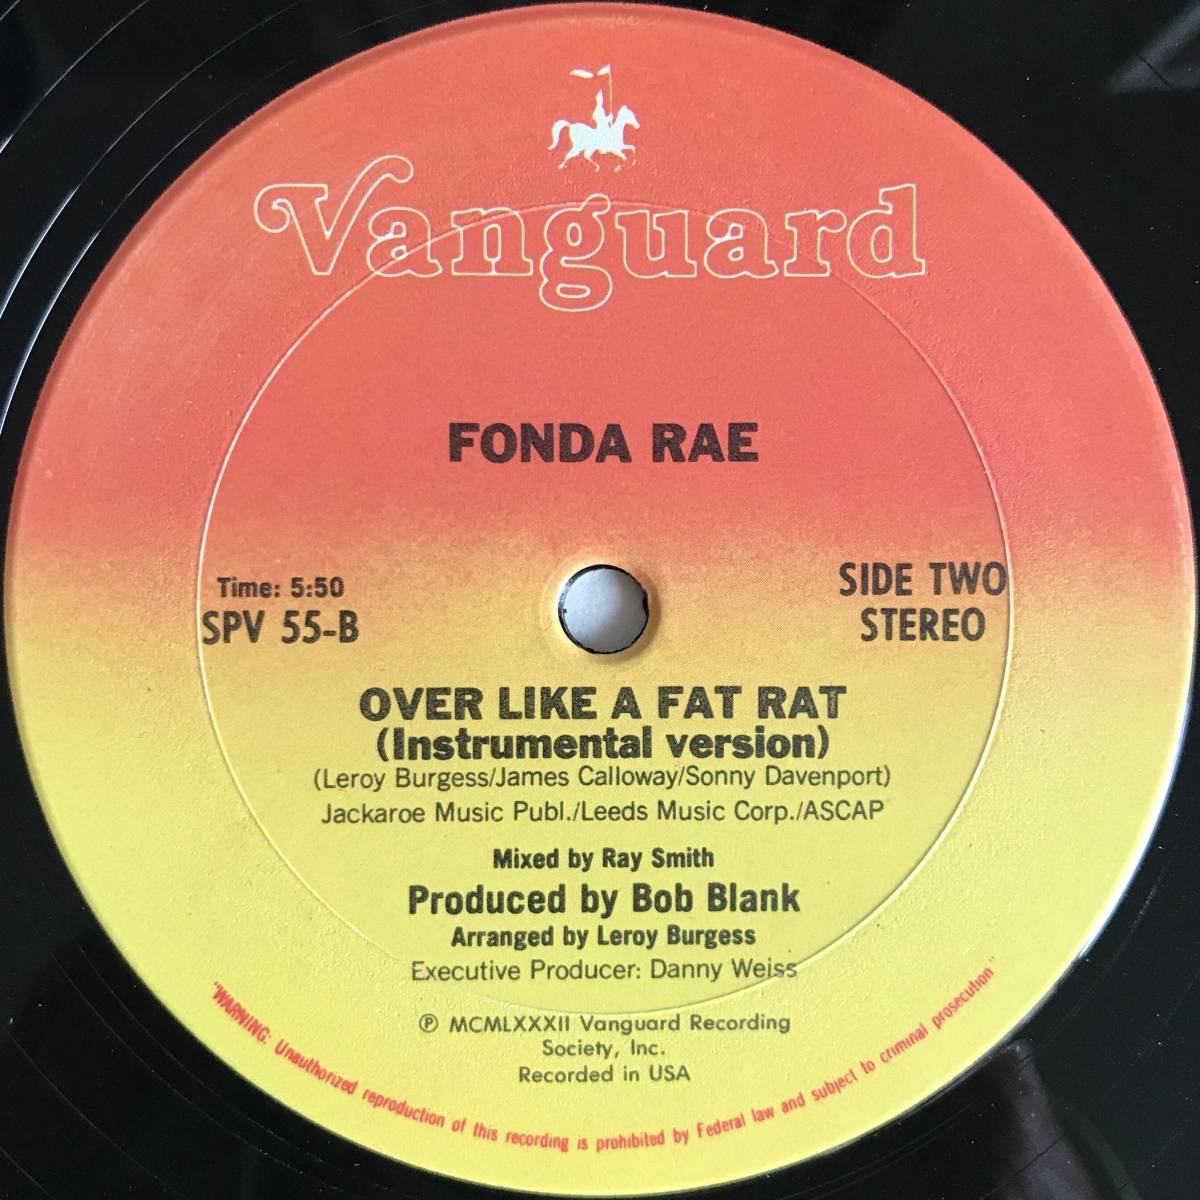 Vanguard
FONDA RAE
Time: 5:50
SPV 55-B
SIDE TWO
STEREO
OVER LIKE A FAT RAT
(Instrumental version)
(Leroy Burgess/James Calloway/Sonny Davenport)
Jackaroe Music Publ./Leeds Music Corp./ASCAP
Mixed by Ray Smith
Produced by Bob Blank
Arranged by Leroy Burgess
Executive Producer: Danny Weiss
℗ MCMLXXXII Vanguard Recording
Society, Inc.
Recorded in USA
"WARNING: Unauthorized reproduction of this recording is prohibited by Federal law and subject to criminal prosecution"